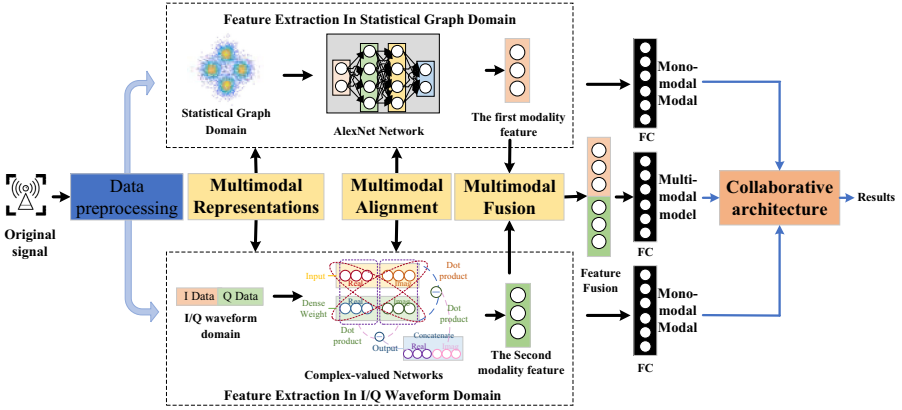 Feature Extraction In Statistical Graph Domain
Statistical Graph
Domain
AlexNet Network
The first modality
feature
FC
Mono-
modal
Modal
Original
signal
Data
preprocessing
Multimodal
Representations
Multimodal
Alignment
Multimodal
Fusion
Feature
Fusion
FC
Multi-
modal
model
Collaborative
architecture
Results
I Data
Q Data
I/Q waveform
domain
Input
Real
Imag
Dot
product
Dense
Weight
Real
Imag
Dot
product
Dot
product
Output
Concatenate
Real
Imag
Complex-valued Networks
The Second
modality feature
FC
Mono-
modal
Modal
Feature Extraction In I/Q Waveform Domain